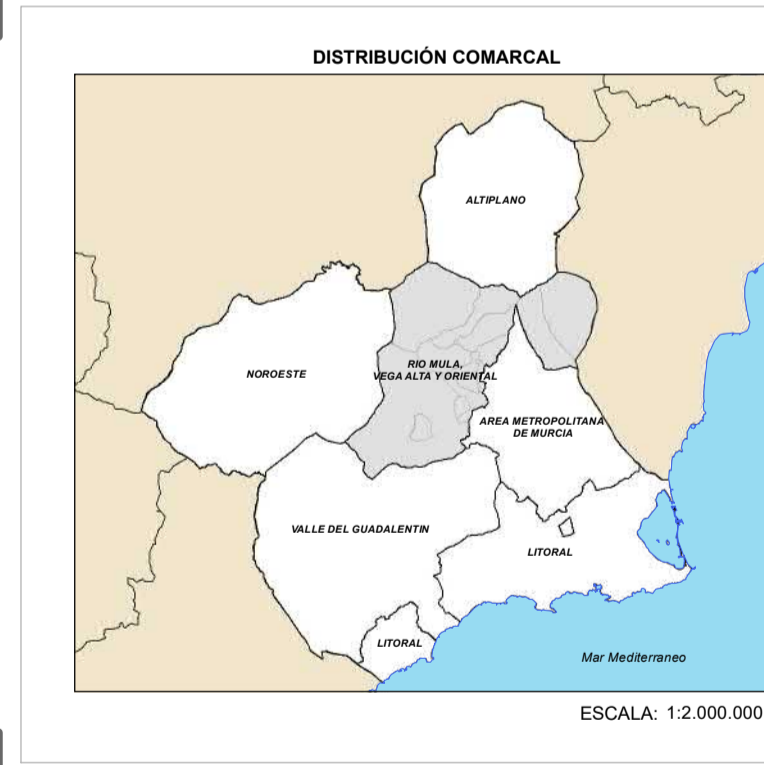 DISTRIBUCIÓN COMARCAL
ALTIPLANO
NOROESTE
RIO MULA,
VEGA ALTA Y ORIENTAL
AREA METROPOLITANA
DE MURCIA
VALLE DEL GUADALENTIN
LITORAL
LITORAL
Mar Mediterraneo
ESCALA: 1:2.000.000